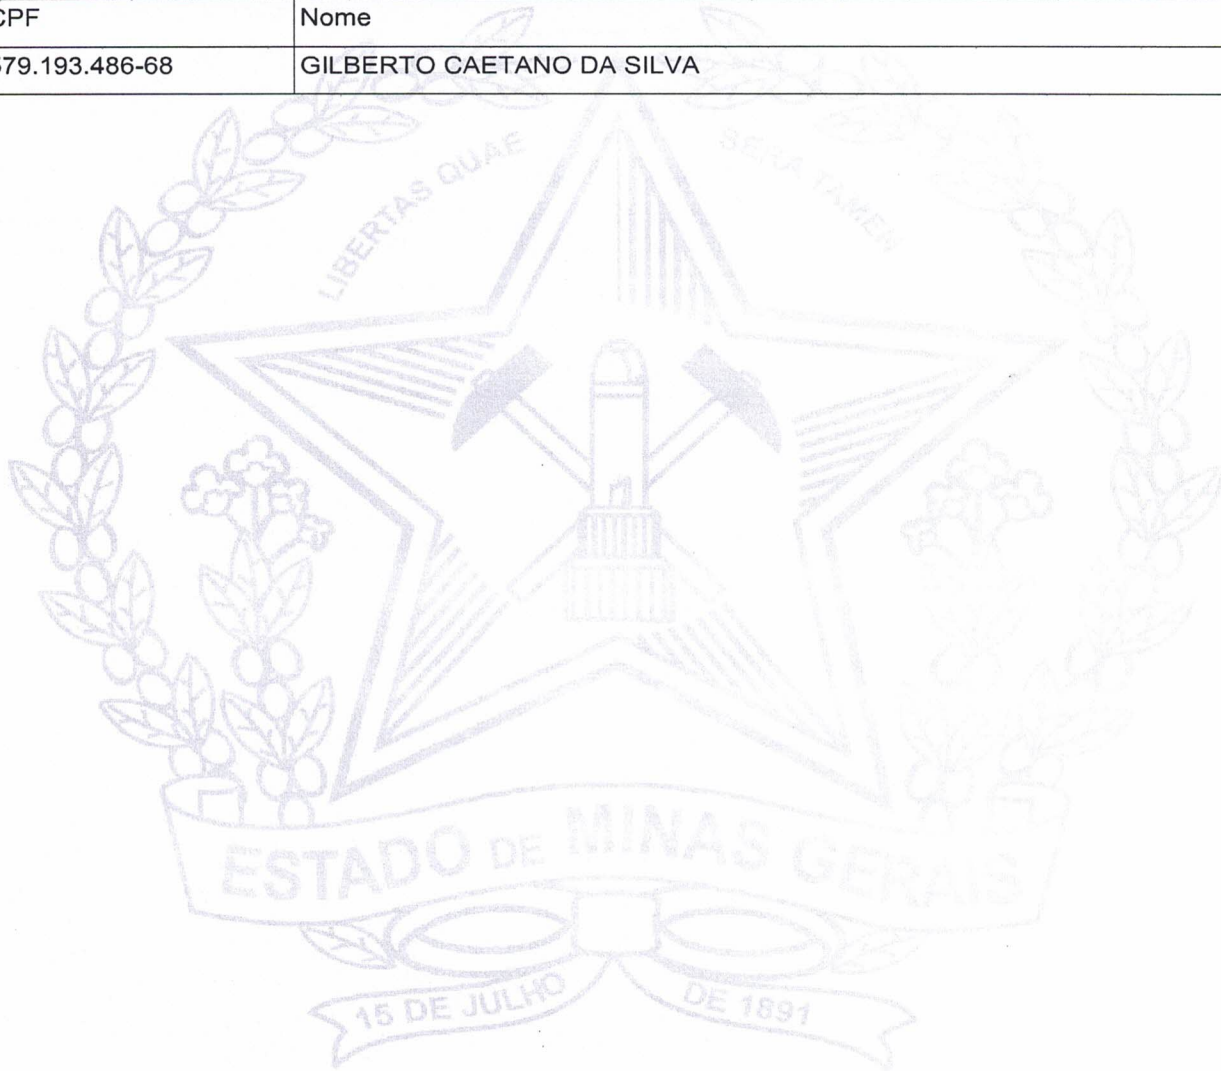 CPF Nome
579.193.486-68 GILBERTO CAETANO DA SILVA
LIBERTAS QUAE SERA TAMEN
ESTADO DE MINAS GERAIS
15 DE JULHO DE 1891